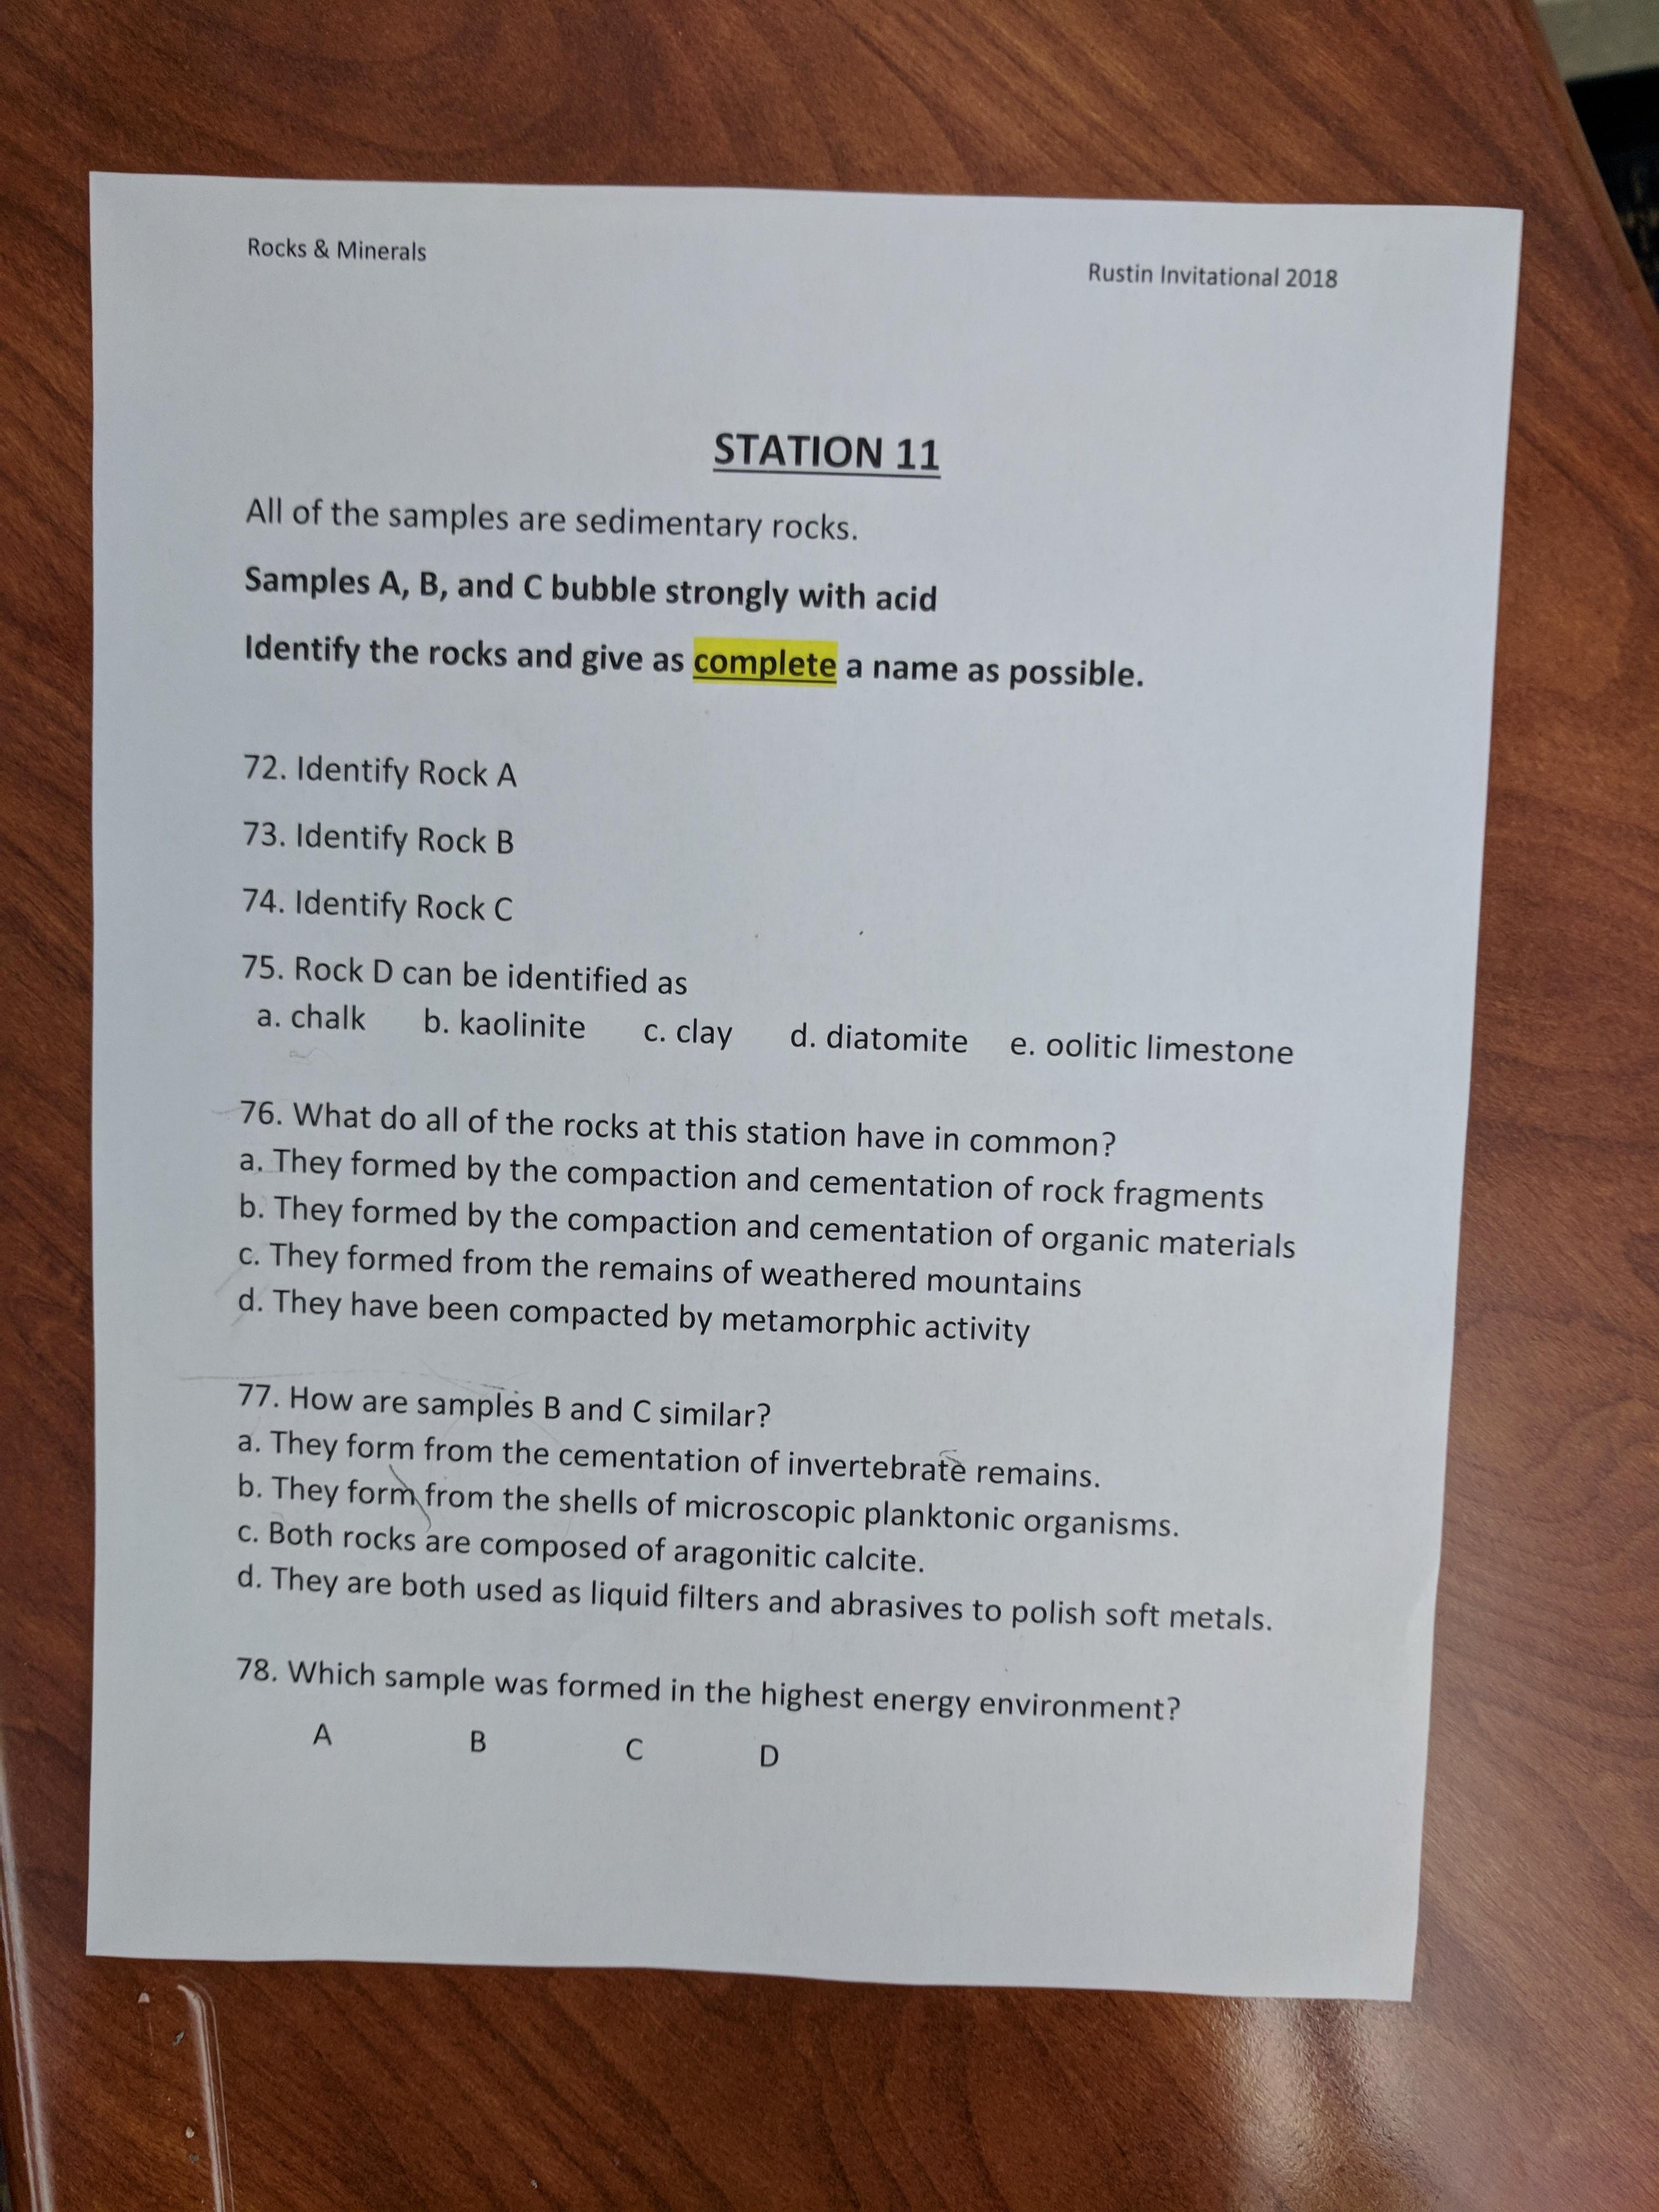 Rocks & Minerals
Rustin Invitational 2018
STATION 11
All of the samples are sedimentary rocks.
Samples A, B, and C bubble strongly with acid
Identify the rocks and give as complete a name as possible.
72. Identify Rock A
73. Identify Rock B
74. Identify Rock C
75. Rock D can be identified as
a. chalk b. kaolinite c. clay d. diatomite e. oolitic limestone
76. What do all of the rocks at this station have in common?
a. They formed by the compaction and cementation of rock fragments
b. They formed by the compaction and cementation of organic materials
c. They formed from the remains of weathered mountains
d. They have been compacted by metamorphic activity
77. How are samples B and C similar?
a. They form from the cementation of invertebrate remains.
b. They form from the shells of microscopic planktonic organisms.
c. Both rocks are composed of aragonitic calcite.
d. They are both used as liquid filters and abrasives to polish soft metals.
78. Which sample was formed in the highest energy environment?
A B C D